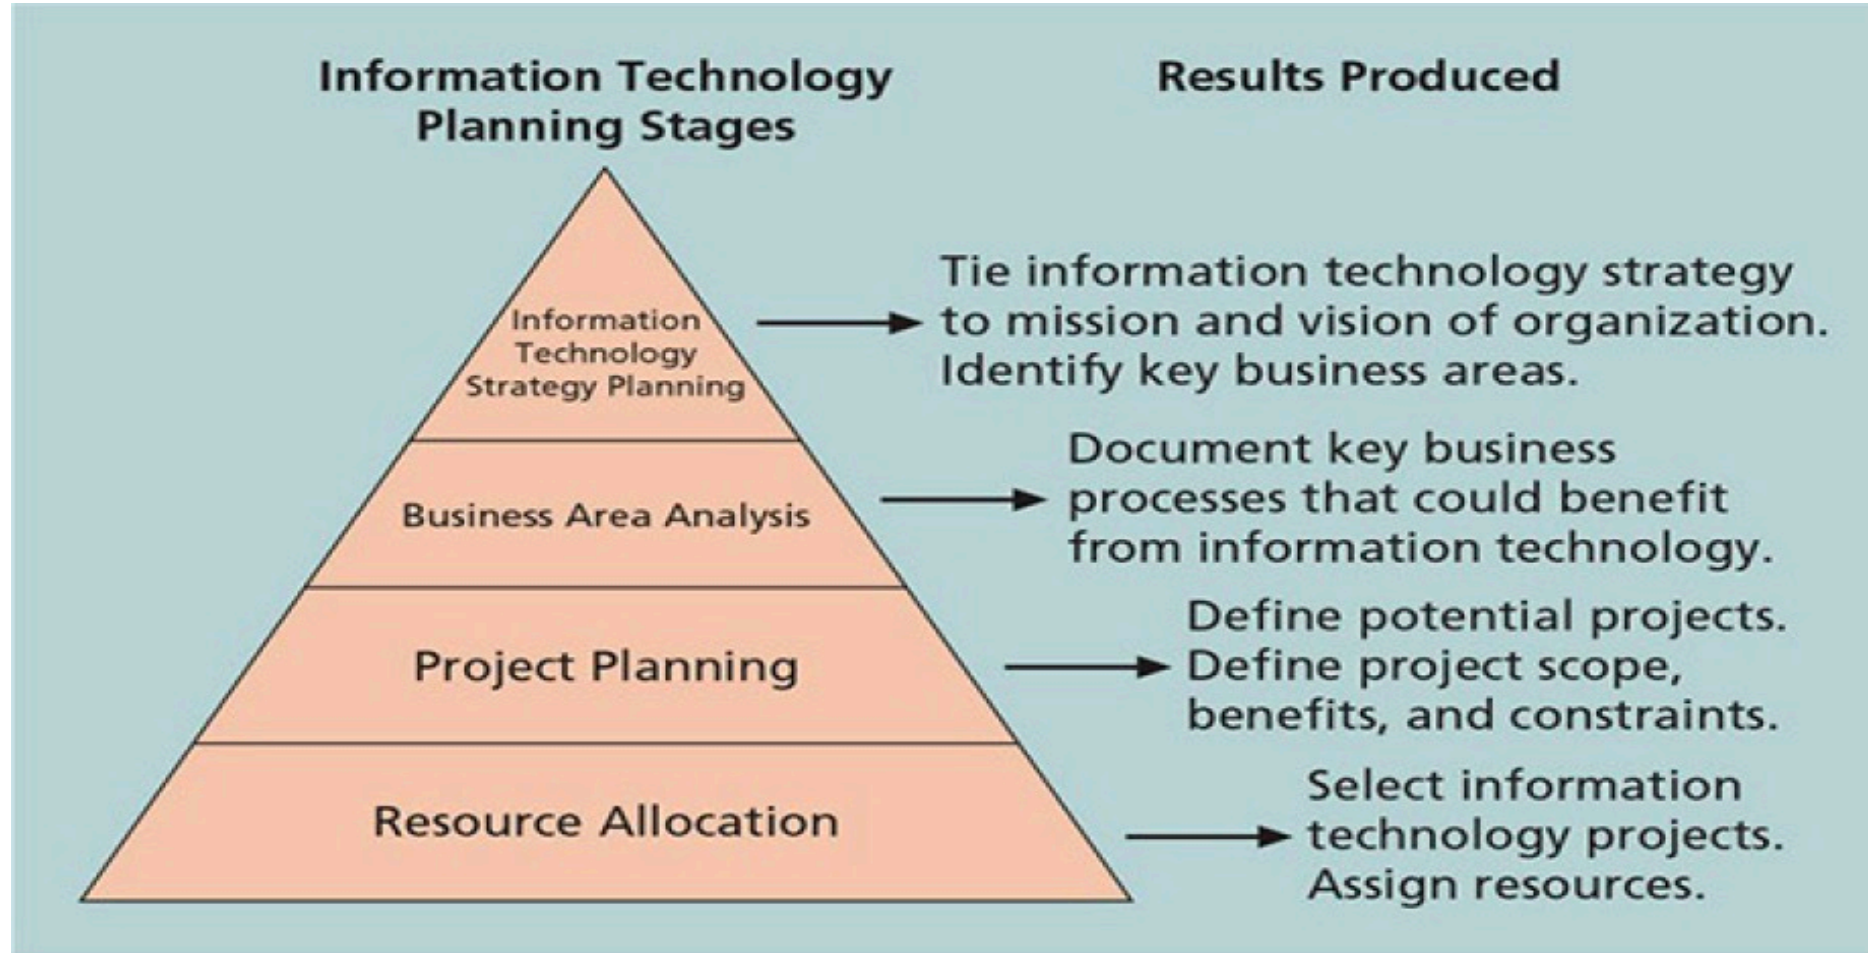 Information Technology
Planning Stages
Results Produced
Information
Technology
Strategy Planning
Tie information technology strategy
to mission and vision of organization.
Identify key business areas.
Business Area Analysis
Document key business
processes that could benefit
from information technology.
Project Planning
Define potential projects.
Define project scope,
benefits, and constraints.
Resource Allocation
Select information
technology projects.
Assign resources.